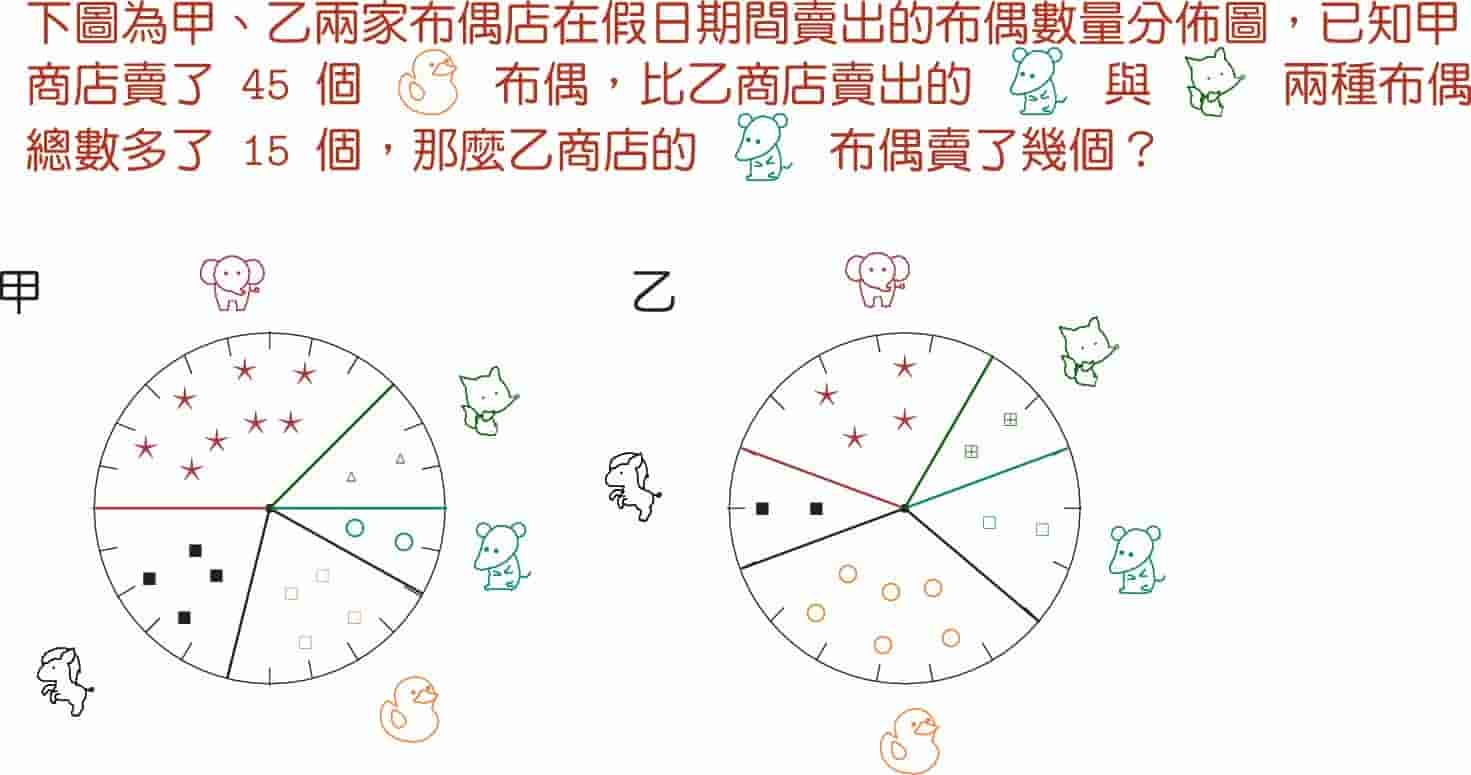 下圖為甲、乙兩家布偶店在假日期間賣出的布偶數量分佈圖，已知甲
商店賣了 45 個 布偶，比乙商店賣出的 與 兩種布偶
總數多了 15 個，那麼乙商店的 布偶賣了幾個？
甲 乙